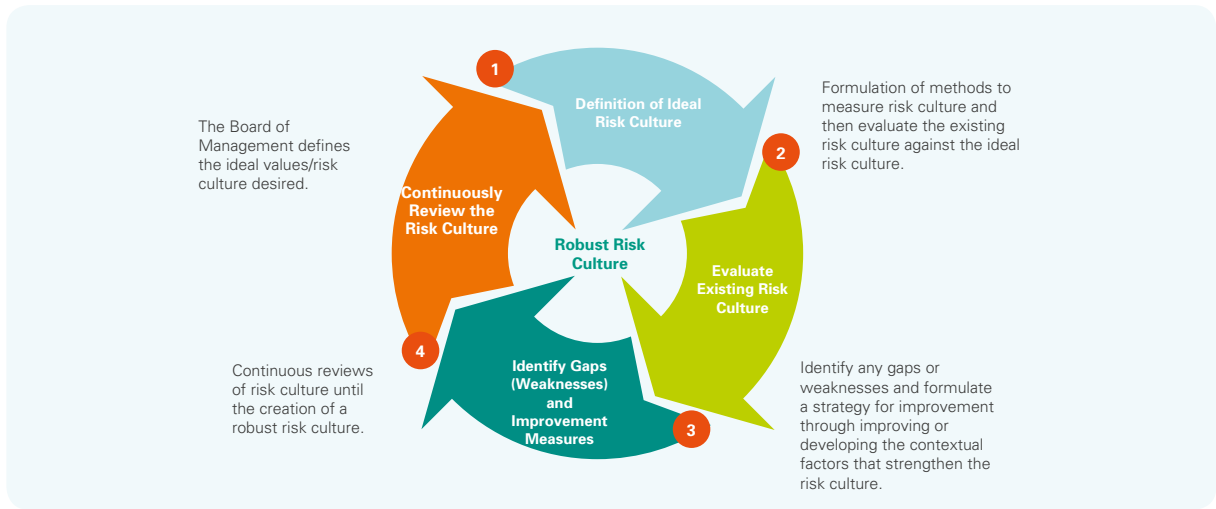 1
Definition of Ideal
Risk Culture
The Board of
Management defines
the ideal values/risk
culture desired.
2
Formulation of methods to
measure risk culture and
then evaluate the existing
risk culture against the ideal
risk culture.
Evaluate
Existing Risk
Culture
3
Identify any gaps or
weaknesses and formulate
a strategy for improvement
through improving or
developing the contextual
factors that strengthen the
risk culture.
Identify Gaps
(Weaknesses)
and
Improvement
Measures
4
Continuous reviews
of risk culture until
the creation of a
robust risk culture.
Continuously
Review the
Risk Culture
Robust Risk
Culture